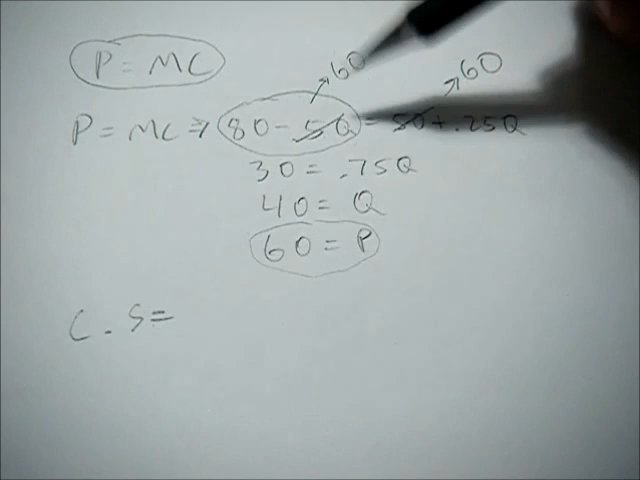 P = MC
↗60 ↗60
P = MC ⇒ 80 - .5Q = 50 + .25Q
30 = .75Q
40 = Q
60 = P
C.S=